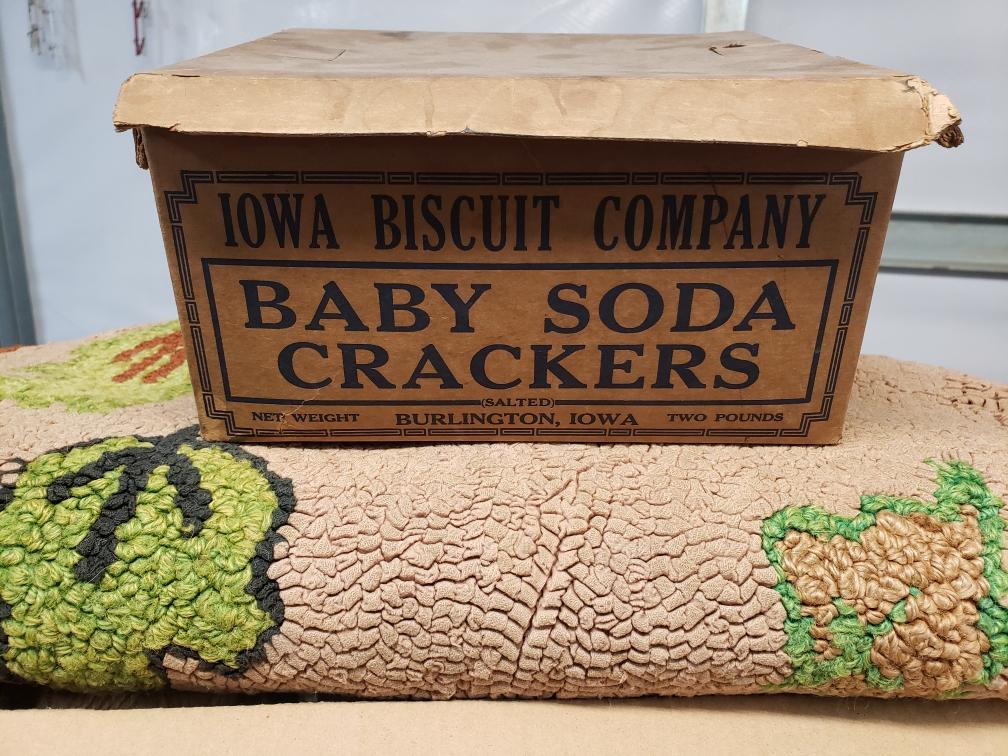 IOWA BISCUIT COMPANY
BABY SODA
CRACKERS
(SALTED)
NET WEIGHT BURLINGTON, IOWA TWO POUNDS